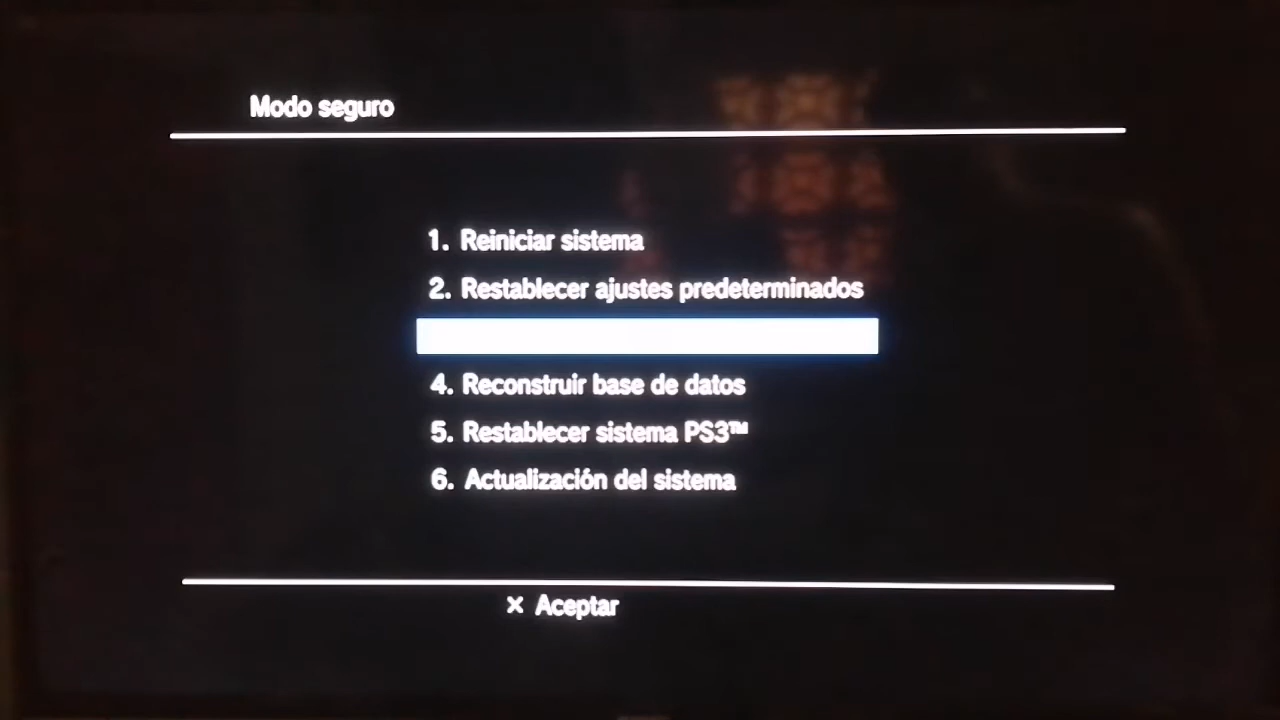 Modo seguro
1. Reiniciar sistema
2. Restablecer ajustes predeterminados
4. Reconstruir base de datos
5. Restablecer sistema PS3™
6. Actualización del sistema
✕ Aceptar